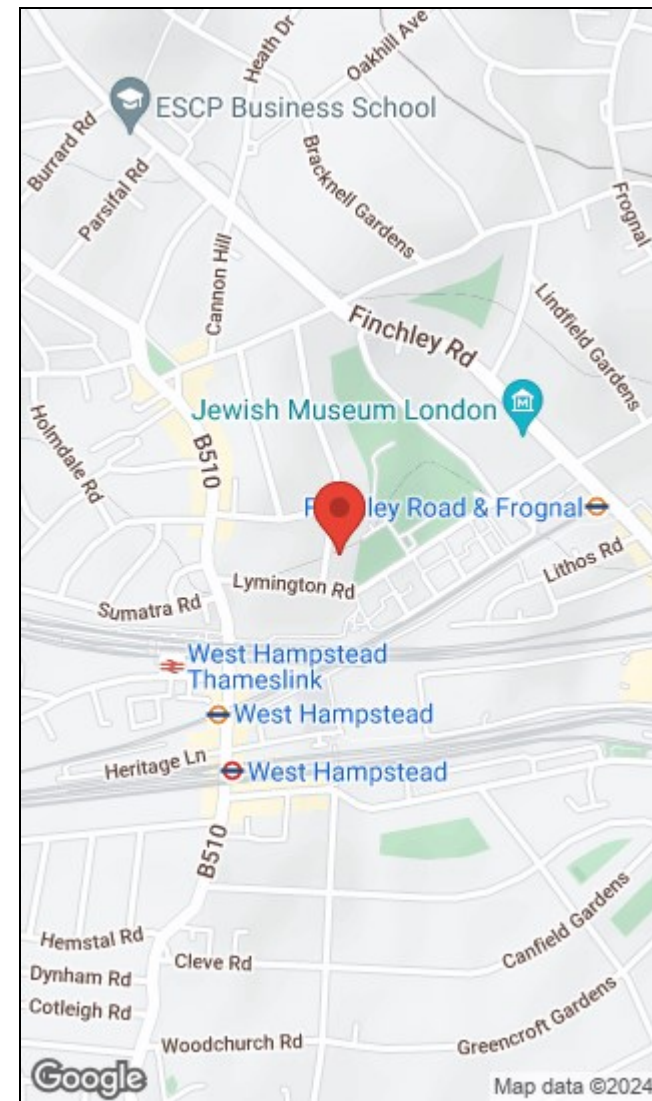 Heath Dr
Oakhill Ave
ESCP Business School
Burrard Rd
Parsifal Rd
Bracknell Gardens
Frognal
Cannon Hill
Lindfield Gardens
Finchley Rd
Jewish Museum London
Holmdale Rd
B510
ley Road & Frognal
Lithos Rd
Lymington Rd
Sumatra Rd
West Hampstead
Thameslink
West Hampstead
Heritage Ln
West Hampstead
B510
Canfield Gardens
Hemstal Rd
Cleve Rd
Dynham Rd
Cotleigh Rd
Greencroft Gardens
Woodchurch Rd
Google
Map data ©2024